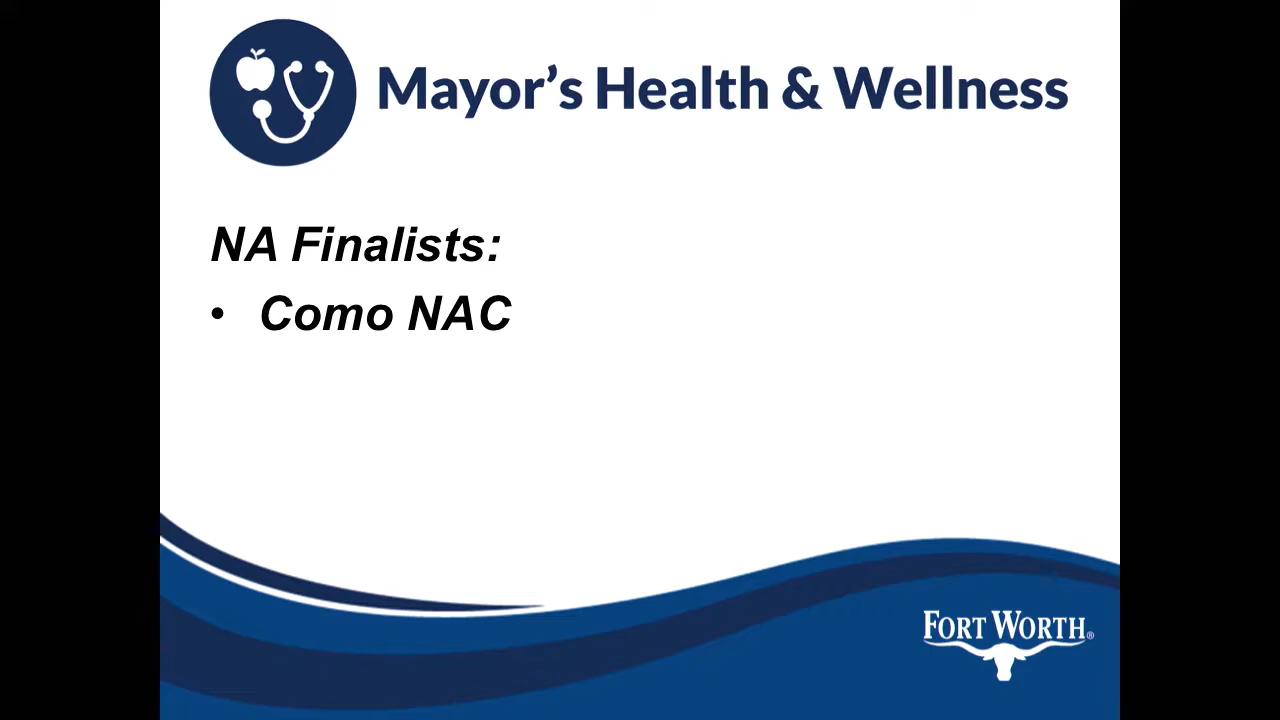 Mayor's Health & Wellness
NA Finalists:
• Como NAC
FORT WORTH®